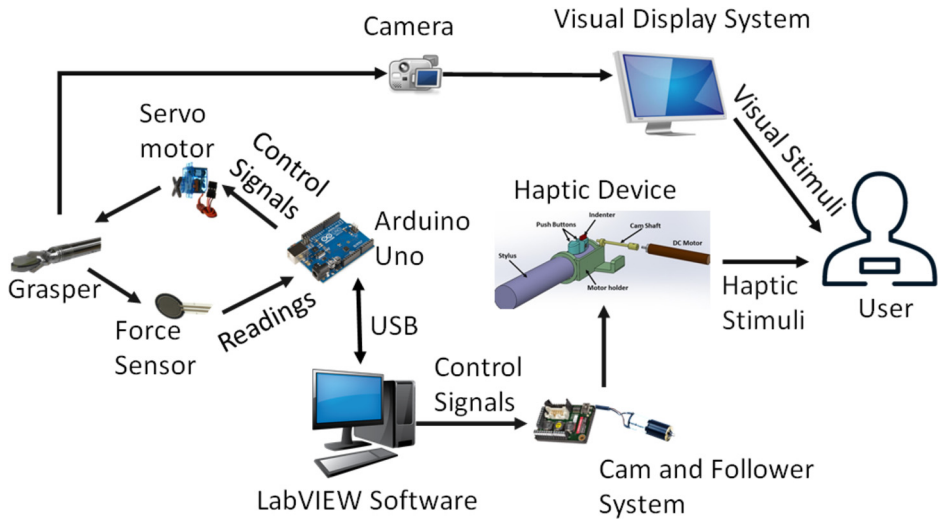 Camera
Visual Display System
Servo
motor
Control
Signals
Visual Stimuli
Haptic Device
Indenter
Push Buttons
Cam Shaft
DC Motor
Stylus
Motor holder
Arduino
Uno
Grasper
Force
Sensor
Readings
USB
Haptic
Stimuli
User
Control
Signals
LabVIEW Software
Cam and Follower
System